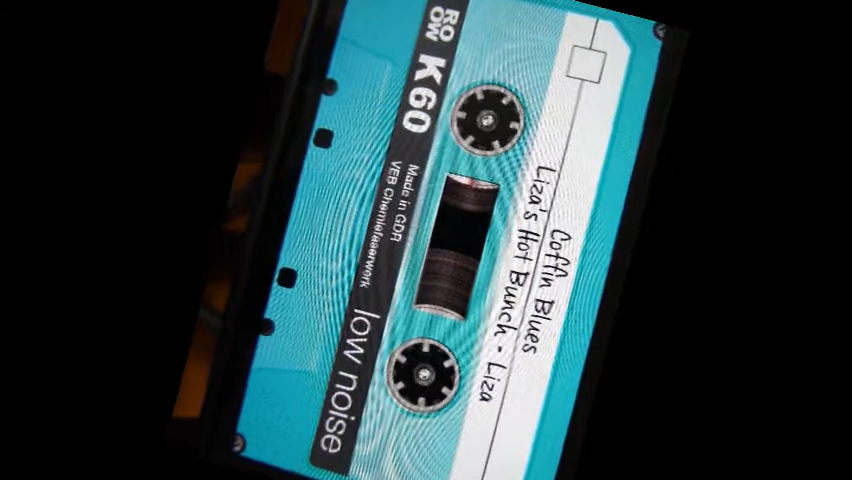 Coffin Blues
Liza's Hot Bunch - Liza
Made in GDR
VEB Chemiefaserwerk
RO
OW
K60
low noise